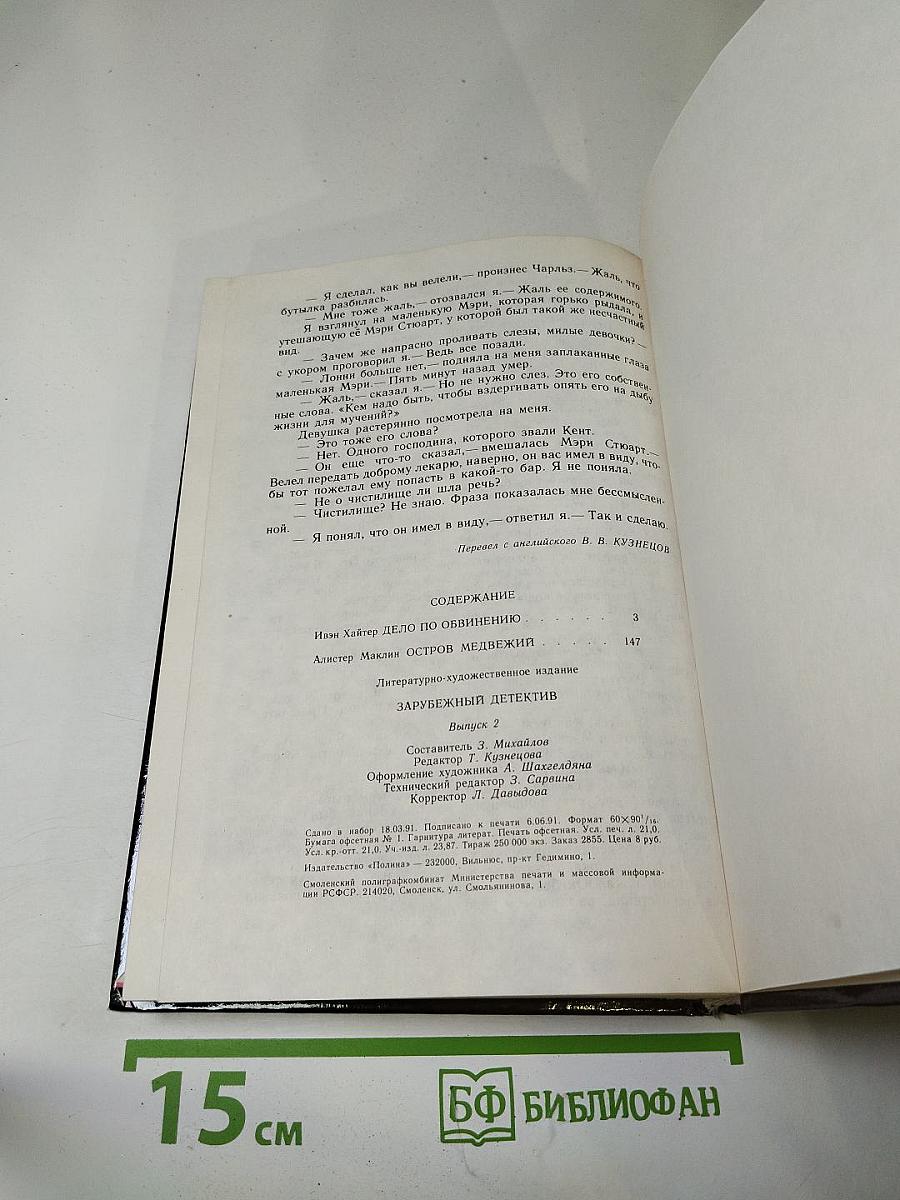 — Я сделал, как вы велели,— произнес Чарльз.— Жаль, что
бутылка разбилась.
— Мне тоже жаль,— отозвался я.— Жаль ее содержимого.
Я взглянул на маленькую Мэри, которая горько рыдала, и
утешающую её Мэри Стюарт, у которой был такой же несчастный
вид.
— Зачем же напрасно проливать слезы, милые девочки? —
с укором проговорил я.— Ведь все позади.
— Лонни больше нет,— подняла на меня заплаканные глаза
маленькая Мэри.— Пять минут назад умер.
— Жаль,— сказал я.— Но не нужно слез. Это его собствен-
ные слова. «Кем надо быть, чтобы вздергивать опять его на дыбу
жизни для мучений?»
Девушка растерянно посмотрела на меня.
— Это тоже его слова?
— Нет. Одного господина, которого звали Кент.
— Он еще что-то сказал,— вмешалась Мэри Стюарт.—
Велел передать доброму лекарю, наверно, он вас имел в виду, что-
бы тот пожелал ему попасть в какой-то бар. Я не поняла.
— Не о чистилище ли шла речь?
— Чистилище? Не знаю. Фраза показалась мне бессмыслен-
ной.
— Я понял, что он имел в виду,— ответил я.— Так и сделаю.
Перевел с английского В. В. КУЗНЕЦОВ
СОДЕРЖАНИЕ
Ивэн Хайтер ДЕЛО ПО ОБВИНЕНИЮ . . . . . . 3
Алистер Маклин ОСТРОВ МЕДВЕЖИЙ . . . . . 147
Литературно-художественное издание
ЗАРУБЕЖНЫЙ ДЕТЕКТИВ
Выпуск 2
Составитель З. Михайлов
Редактор Т. Кузнецова
Оформление художника А. Шахгелдяна
Технический редактор З. Сарвина
Корректор Л. Давыдова
Сдано в набор 18.03.91. Подписано к печати 6.06.91. Формат 60×90¹/₁₆.
Бумага офсетная № 1. Гарнитура литерат. Печать офсетная. Усл. печ. л. 21,0.
Усл. кр.-отт. 21,0. Уч.-изд. л. 23,87. Тираж 250 000 экз. Заказ 2855. Цена 8 руб.
Издательство «Полина» — 232000, Вильнюс, пр-кт Гедимино, 1.
Смоленский полиграфкомбинат Министерства печати и массовой информа-
ции РСФСР. 214020, Смоленск, ул. Смольянинова, 1.
15 см
БФ БИБЛИОФАН